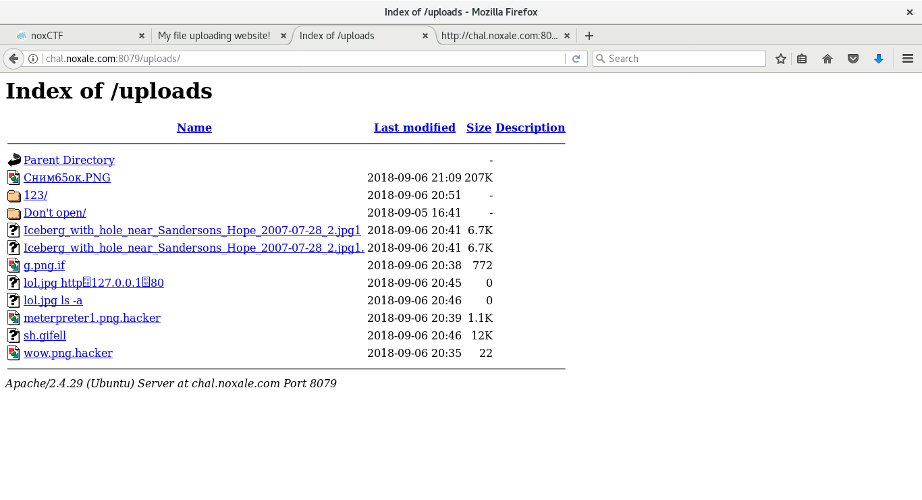 Index of /uploads - Mozilla Firefox
noxCTF
My file uploading website!
Index of /uploads
http://chal.noxale.com:80...
chal.noxale.com:8079/uploads/
Search
Index of /uploads
Name Last modified Size Description
Parent Directory -
Сним65ок.PNG 2018-09-06 21:09 207K
123/ 2018-09-06 20:51 -
Don't open/ 2018-09-05 16:41 -
Iceberg_with_hole_near_Sandersons_Hope_2007-07-28_2.jpg1 2018-09-06 20:41 6.7K
Iceberg_with_hole_near_Sandersons_Hope_2007-07-28_2.jpg1. 2018-09-06 20:41 6.7K
g.png.if 2018-09-06 20:38 772
lol.jpg http127.0.0.180 2018-09-06 20:45 0
lol.jpg ls -a 2018-09-06 20:46 0
meterpreter1.png.hacker 2018-09-06 20:39 1.1K
sh.gifell 2018-09-06 20:46 12K
wow.png.hacker 2018-09-06 20:35 22
Apache/2.4.29 (Ubuntu) Server at chal.noxale.com Port 8079